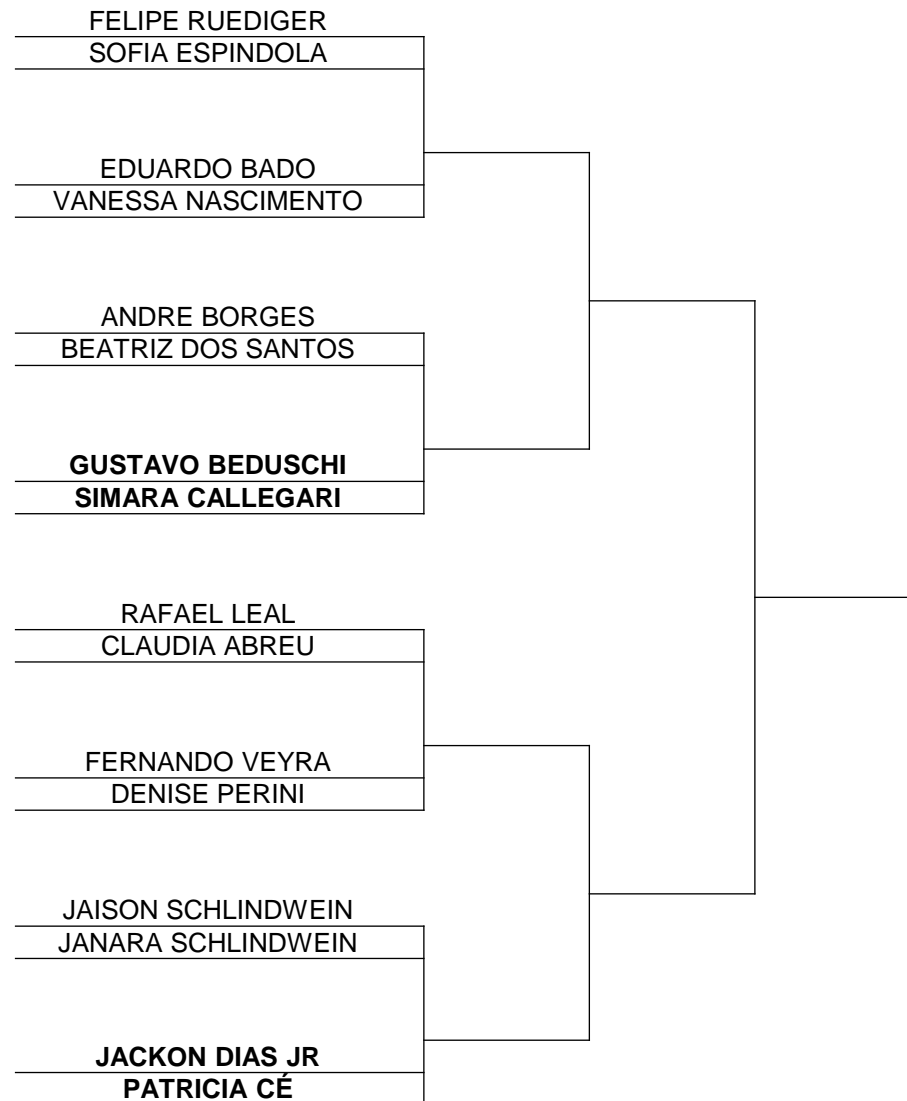 FELIPE RUEDIGER
SOFIA ESPINDOLA
EDUARDO BADO
VANESSA NASCIMENTO
ANDRE BORGES
BEATRIZ DOS SANTOS
GUSTAVO BEDUSCHI
SIMARA CALLEGARI
RAFAEL LEAL
CLAUDIA ABREU
FERNANDO VEYRA
DENISE PERINI
JAISON SCHLINDWEIN
JANARA SCHLINDWEIN
JACKON DIAS JR
PATRICIA CÉ